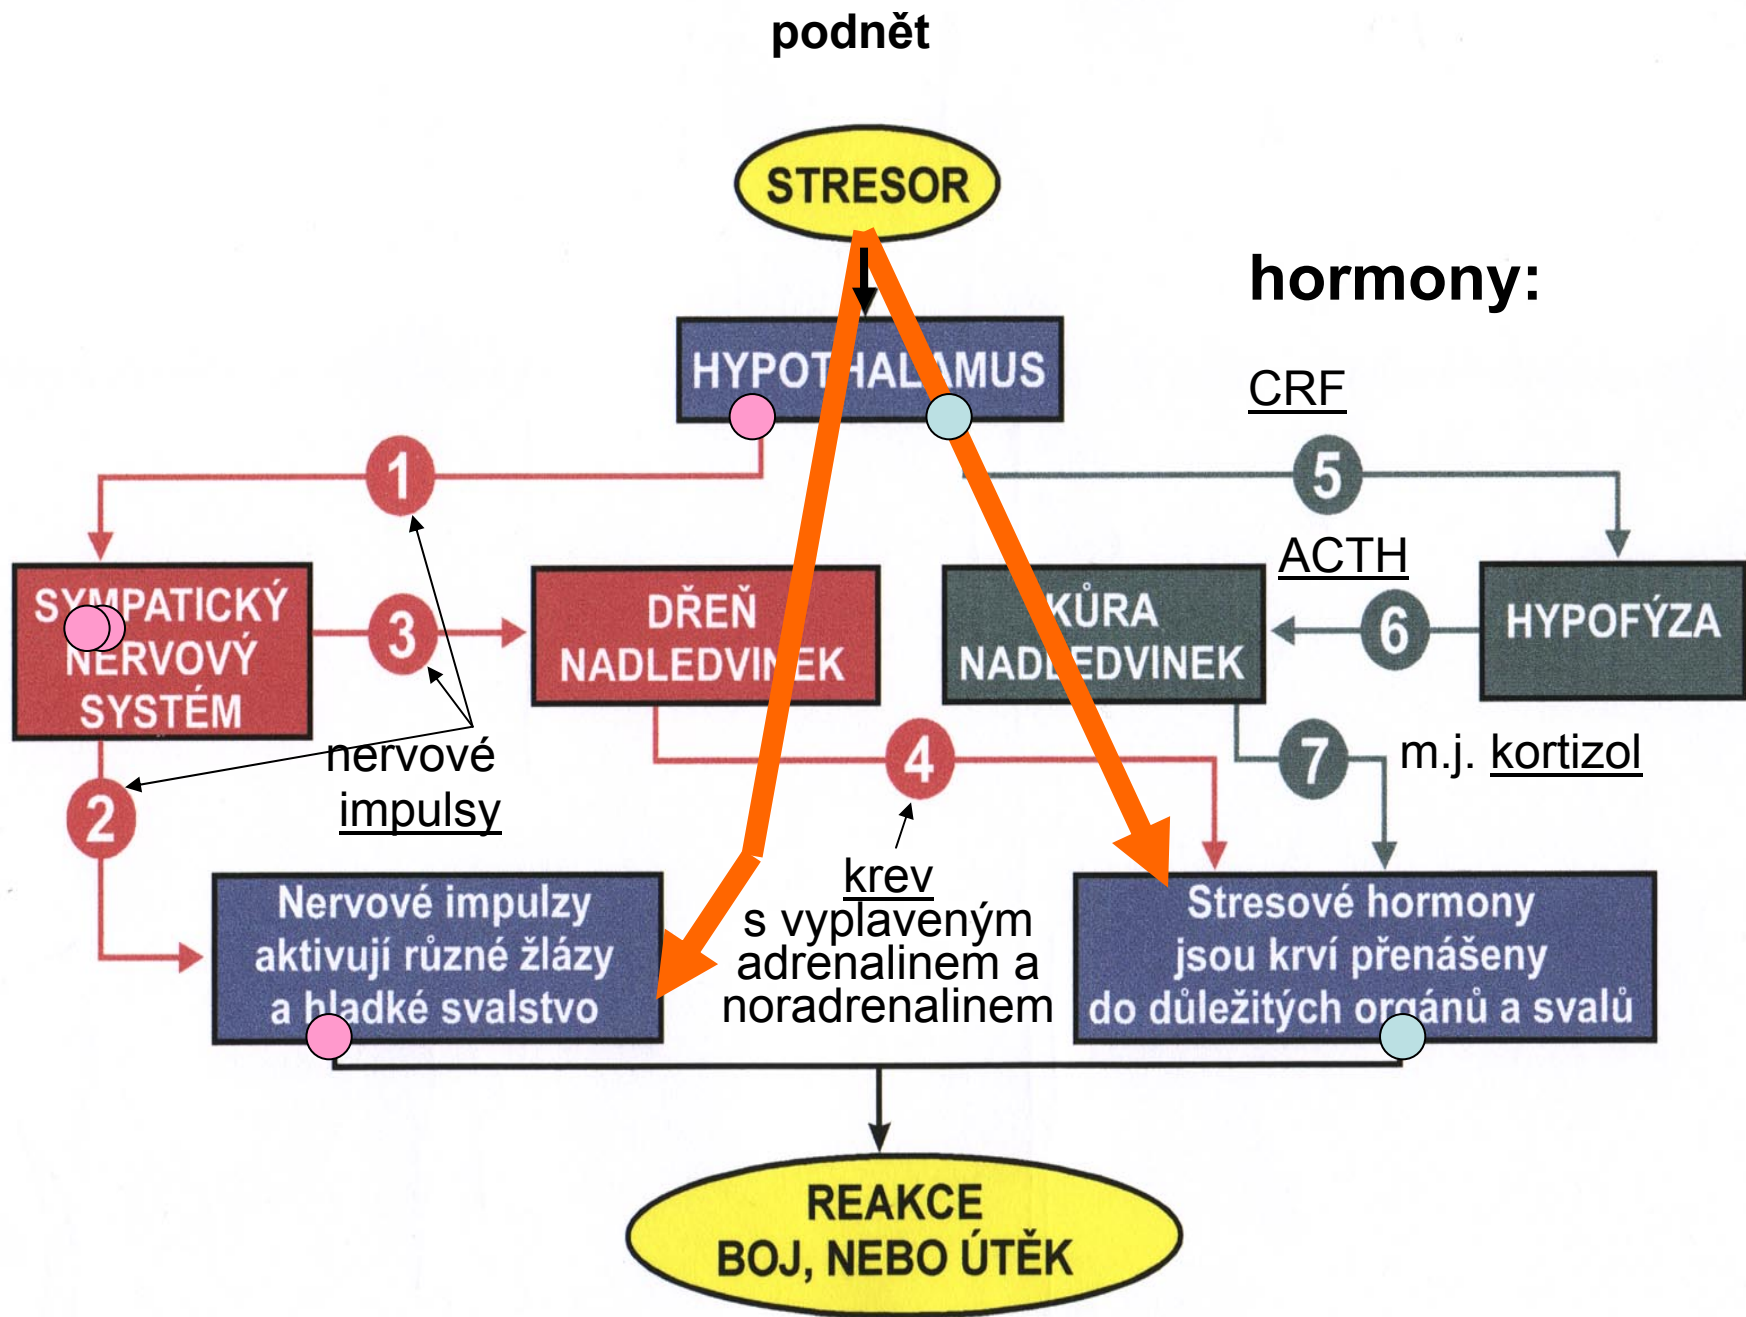 podnět
STRESOR
hormony:
HYPOTHALAMUS
CRF
1
5
ACTH
SYMPATICKÝ
NERVOVÝ
SYSTÉM
3
DŘEŇ
NADLEDVINEK
KŮRA
NADLEDVINEK
6
HYPOFÝZA
nervové
impulsy
2
4
7
m.j. kortizol
krev
s vyplaveným
adrenalinem a
noradrenalinem
Nervové impulzy
aktivují různé žlázy
a hladké svalstvo
Stresové hormony
jsou krví přenášeny
do důležitých orgánů a svalů
REAKCE
BOJ, NEBO ÚTĚK